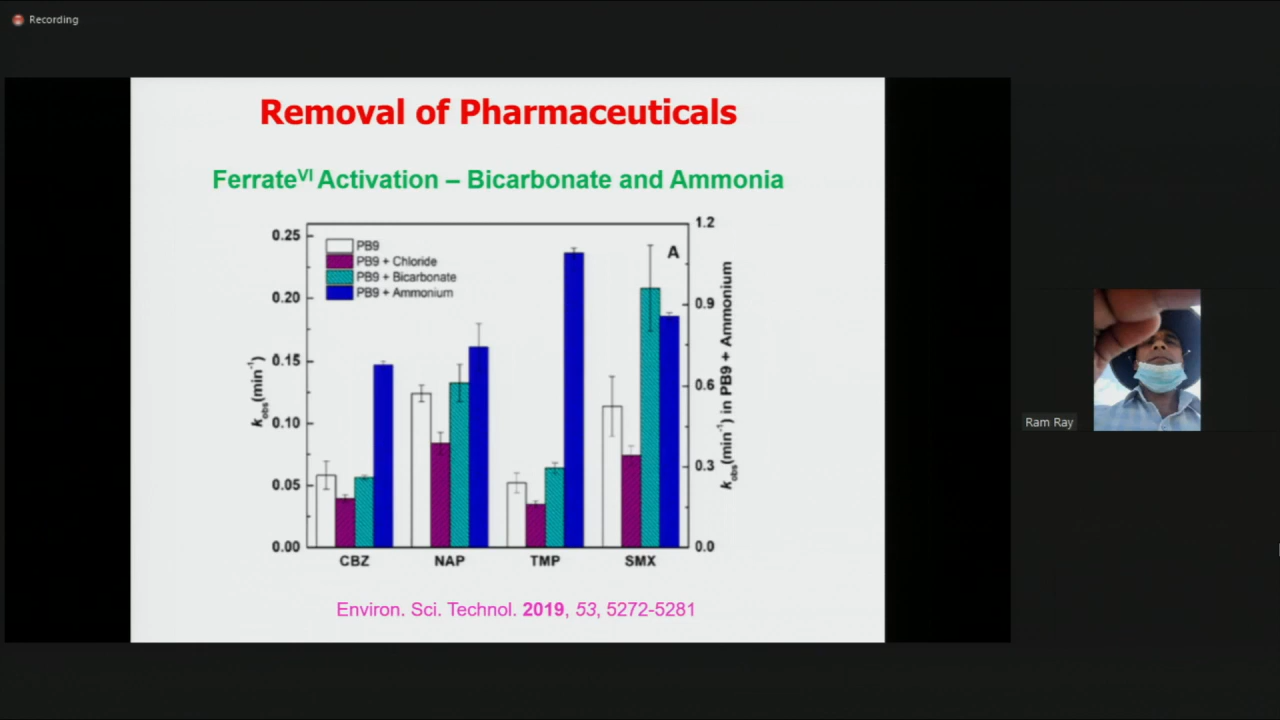 Recording
Removal of Pharmaceuticals
Ferrate^VI Activation – Bicarbonate and Ammonia
0.25
0.20
0.15
0.10
0.05
0.00
k_obs(min^-1)
PB9
PB9 + Chloride
PB9 + Bicarbonate
PB9 + Ammonium
A
1.2
0.9
0.6
0.3
0.0
k_obs(min^-1) in PB9 + Ammonium
CBZ NAP TMP SMX
Environ. Sci. Technol. 2019, 53, 5272-5281
Ram Ray